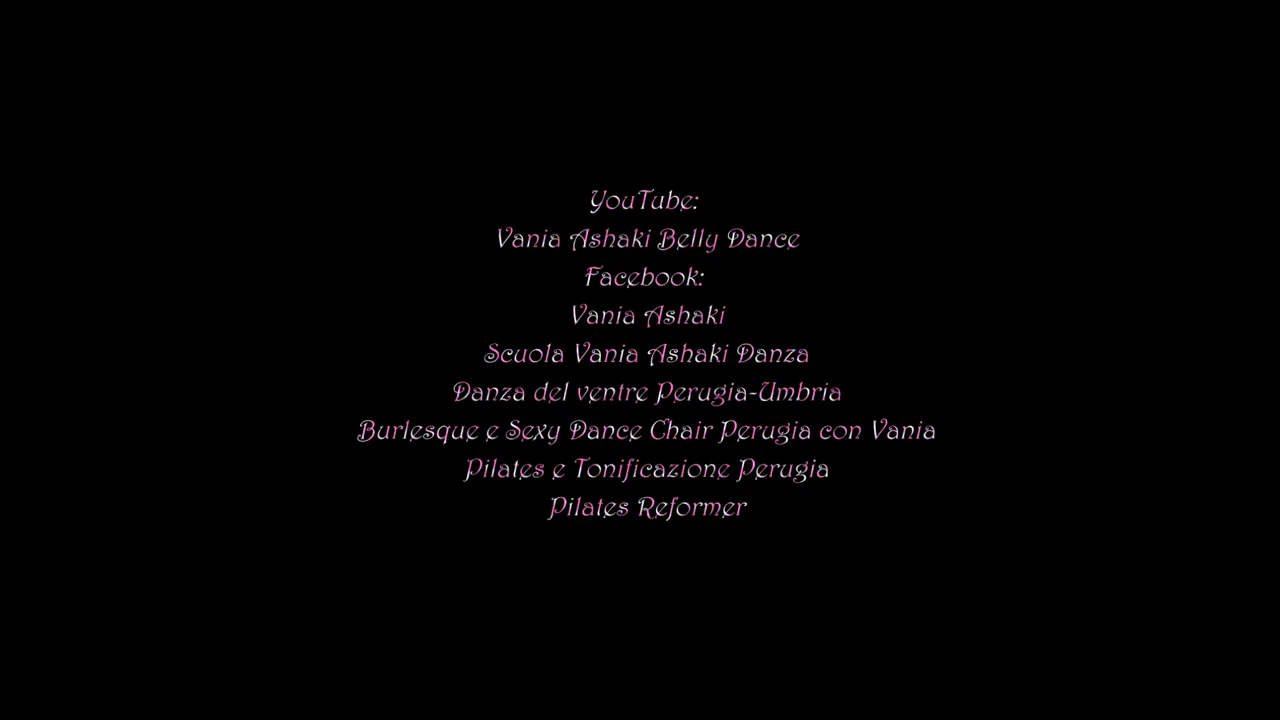 YouTube:
Vania Ashaki Belly Dance
Facebook:
Vania Ashaki
Scuola Vania Ashaki Danza
Danza del ventre Perugia-Umbria
Burlesque e Sexy Dance Chair Perugia con Vania
Pilates e Tonificazione Perugia
Pilates Reformer